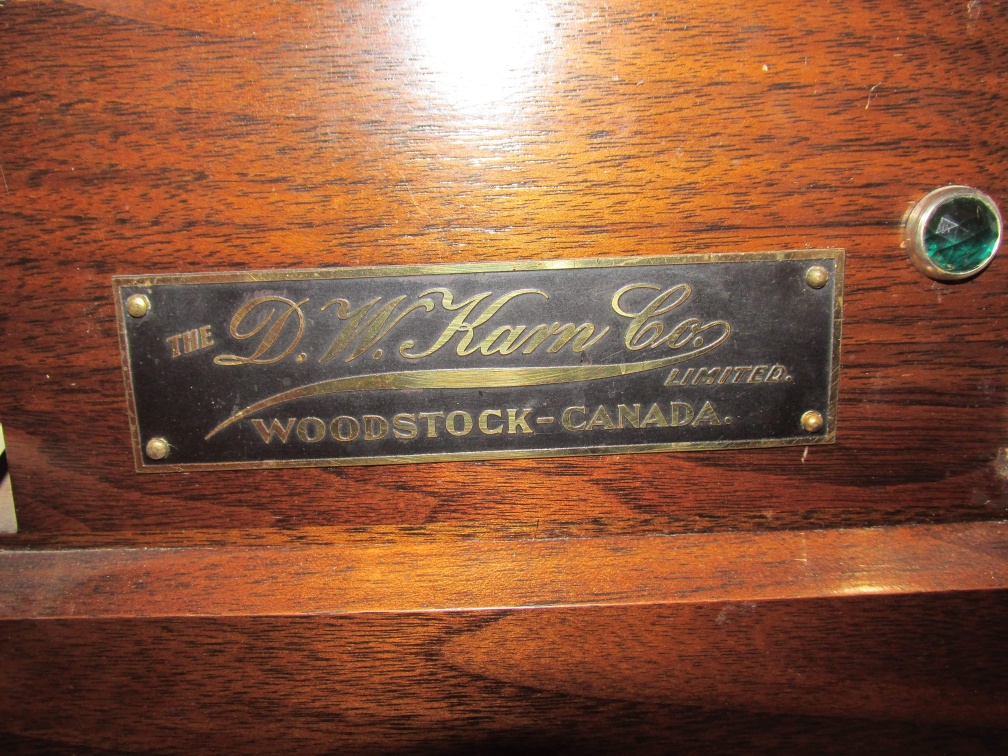 THE D.W. Karn Co.
LIMITED.
WOODSTOCK-CANADA.